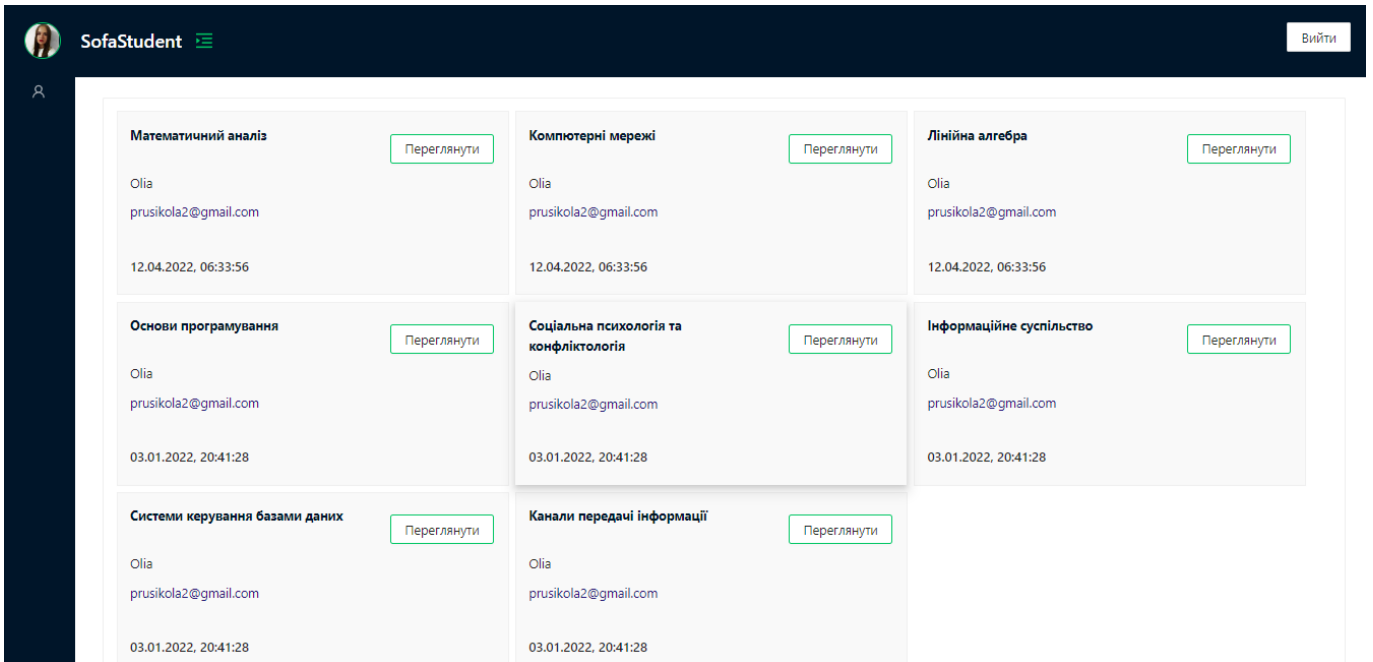 SofaStudent
Вийти
Математичний аналіз
Переглянути
Olia
prusikola2@gmail.com
12.04.2022, 06:33:56
Компютерні мережі
Переглянути
Olia
prusikola2@gmail.com
12.04.2022, 06:33:56
Лінійна алгебра
Переглянути
Olia
prusikola2@gmail.com
12.04.2022, 06:33:56
Основи програмування
Переглянути
Olia
prusikola2@gmail.com
03.01.2022, 20:41:28
Соціальна психологія та
конфліктологія
Переглянути
Olia
prusikola2@gmail.com
03.01.2022, 20:41:28
Інформаційне суспільство
Переглянути
Olia
prusikola2@gmail.com
03.01.2022, 20:41:28
Системи керування базами даних
Переглянути
Olia
prusikola2@gmail.com
03.01.2022, 20:41:28
Канали передачі інформації
Переглянути
Olia
prusikola2@gmail.com
03.01.2022, 20:41:28